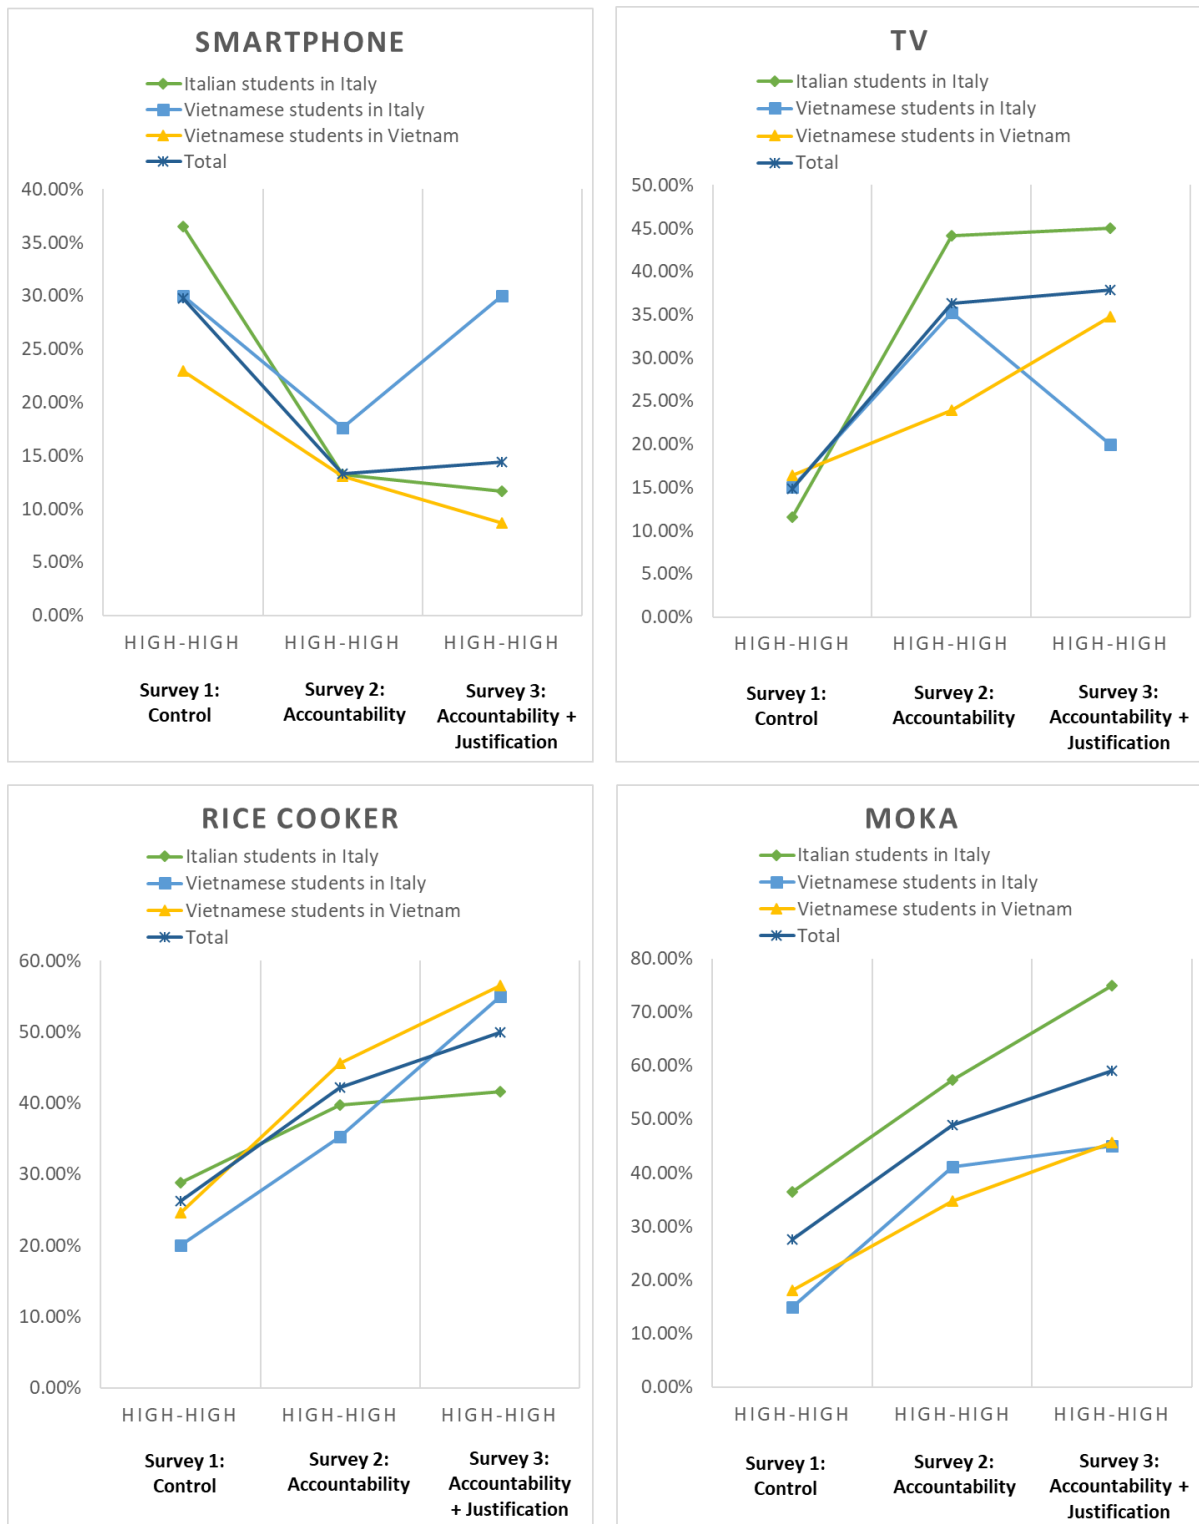 SMARTPHONE
Italian students in Italy
Vietnamese students in Italy
Vietnamese students in Vietnam
Total
40.00%
35.00%
30.00%
25.00%
20.00%
15.00%
10.00%
5.00%
0.00%
HIGH-HIGH HIGH-HIGH HIGH-HIGH
Survey 1: Survey 2: Survey 3:
Control Accountability Accountability +
Justification
TV
Italian students in Italy
Vietnamese students in Italy
Vietnamese students in Vietnam
Total
50.00%
45.00%
40.00%
35.00%
30.00%
25.00%
20.00%
15.00%
10.00%
5.00%
0.00%
HIGH-HIGH HIGH-HIGH HIGH-HIGH
Survey 1: Survey 2: Survey 3:
Control Accountability Accountability +
Justification
RICE COOKER
Italian students in Italy
Vietnamese students in Italy
Vietnamese students in Vietnam
Total
60.00%
50.00%
40.00%
30.00%
20.00%
10.00%
0.00%
HIGH-HIGH HIGH-HIGH HIGH-HIGH
Survey 1: Survey 2: Survey 3:
Control Accountability Accountability
+ Justification
MOKA
Italian students in Italy
Vietnamese students in Italy
Vietnamese students in Vietnam
Total
80.00%
70.00%
60.00%
50.00%
40.00%
30.00%
20.00%
10.00%
0.00%
HIGH-HIGH HIGH-HIGH HIGH-HIGH
Survey 1: Survey 2: Survey 3:
Control Accountability Accountability +
Justification